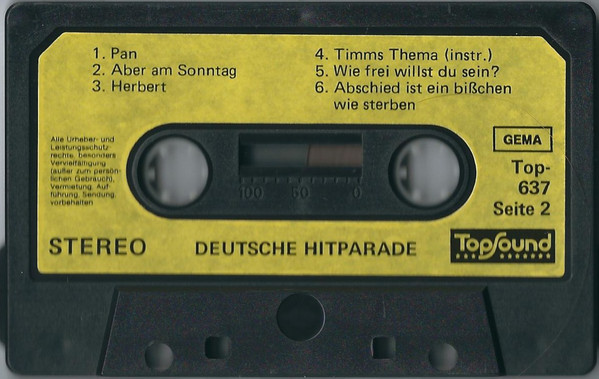 1. Pan
2. Aber am Sonntag
3. Herbert
4. Timms Thema (instr.)
5. Wie frei willst du sein?
6. Abschied ist ein bißchen
wie sterben
Alle Urheber- und
Leistungsschutz-
rechte, besonders
Vervielfältigung
(außer zum persön-
lichen Gebrauch),
Vermietung, Auf-
führung, Sendung,
vorbehalten
100 50 0
GEMA
Top-
637
Seite 2
STEREO
DEUTSCHE HITPARADE
TopSound